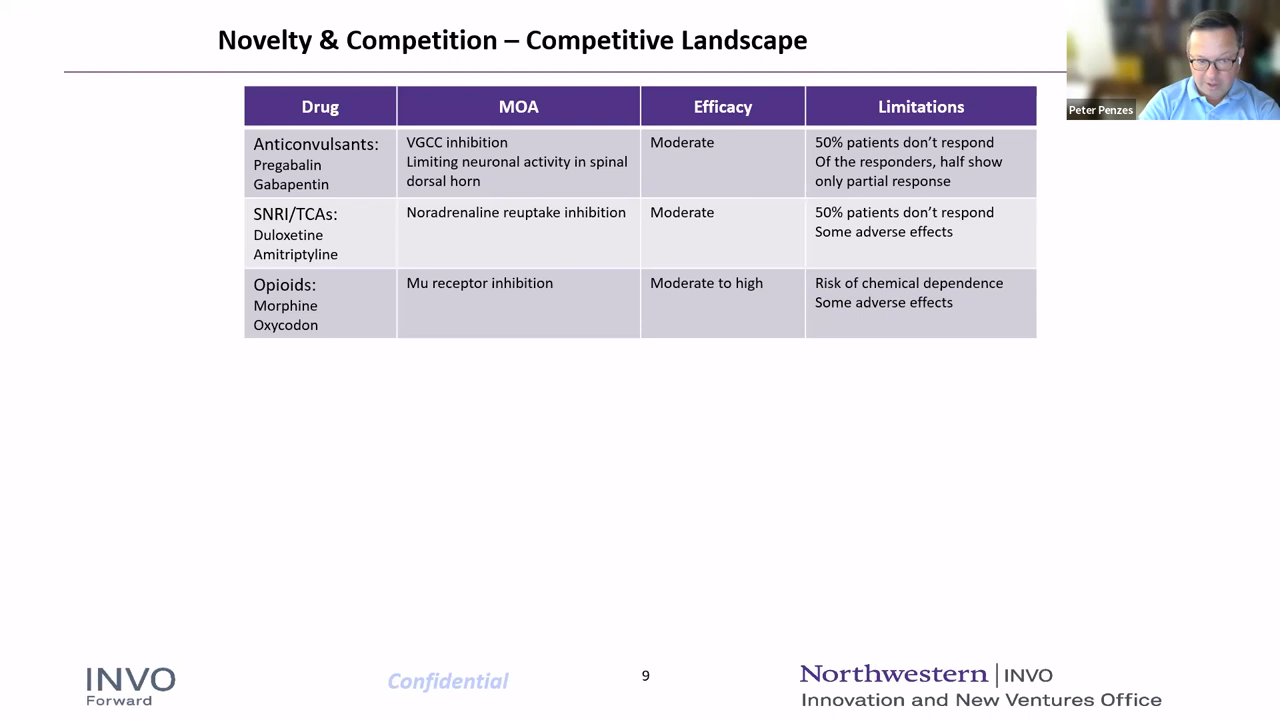 Novelty & Competition – Competitive Landscape
Peter Penzes
Drug MOA Efficacy Limitations
Anticonvulsants:
Pregabalin
Gabapentin
VGCC inhibition
Limiting neuronal activity in spinal
dorsal horn
Moderate
50% patients don’t respond
Of the responders, half show
only partial response
SNRI/TCAs:
Duloxetine
Amitriptyline
Noradrenaline reuptake inhibition
Moderate
50% patients don’t respond
Some adverse effects
Opioids:
Morphine
Oxycodon
Mu receptor inhibition
Moderate to high
Risk of chemical dependence
Some adverse effects
INVO
Forward
Confidential
9
Northwestern | INVO
Innovation and New Ventures Office